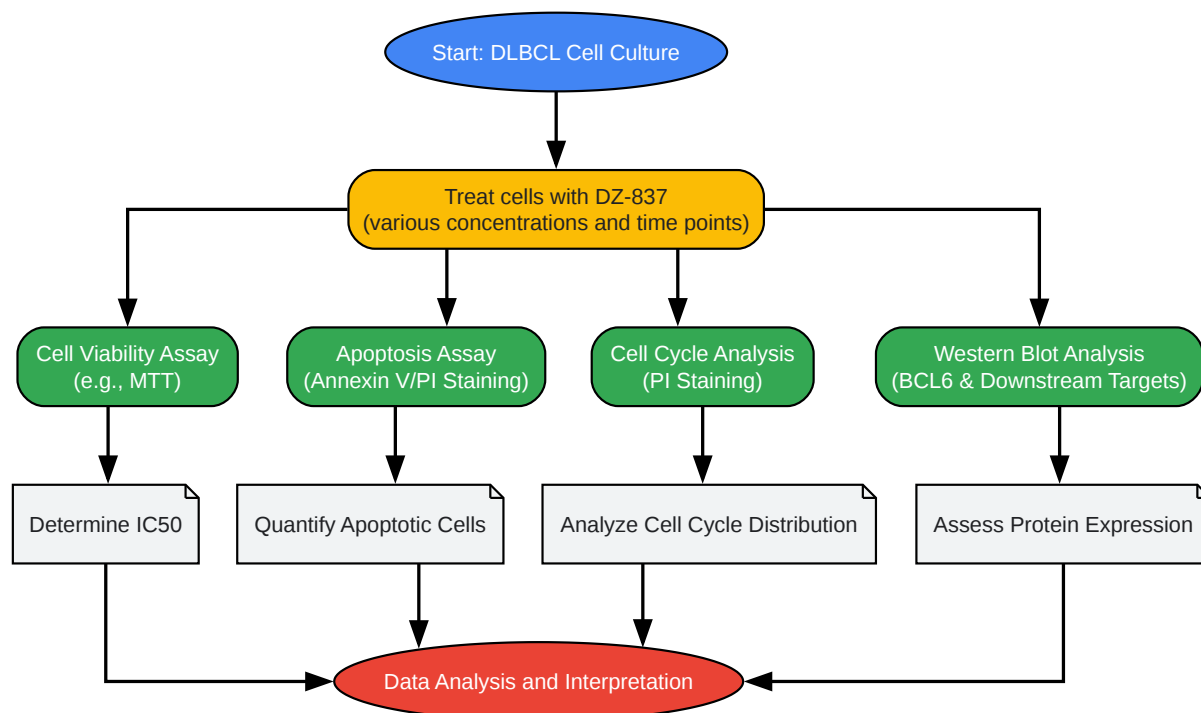 Start: DLBCL Cell Culture
Treat cells with DZ-837
(various concentrations and time points)
Cell Viability Assay
(e.g., MTT)
Apoptosis Assay
(Annexin V/PI Staining)
Cell Cycle Analysis
(PI Staining)
Western Blot Analysis
(BCL6 & Downstream Targets)
Determine IC50
Quantify Apoptotic Cells
Analyze Cell Cycle Distribution
Assess Protein Expression
Data Analysis and Interpretation